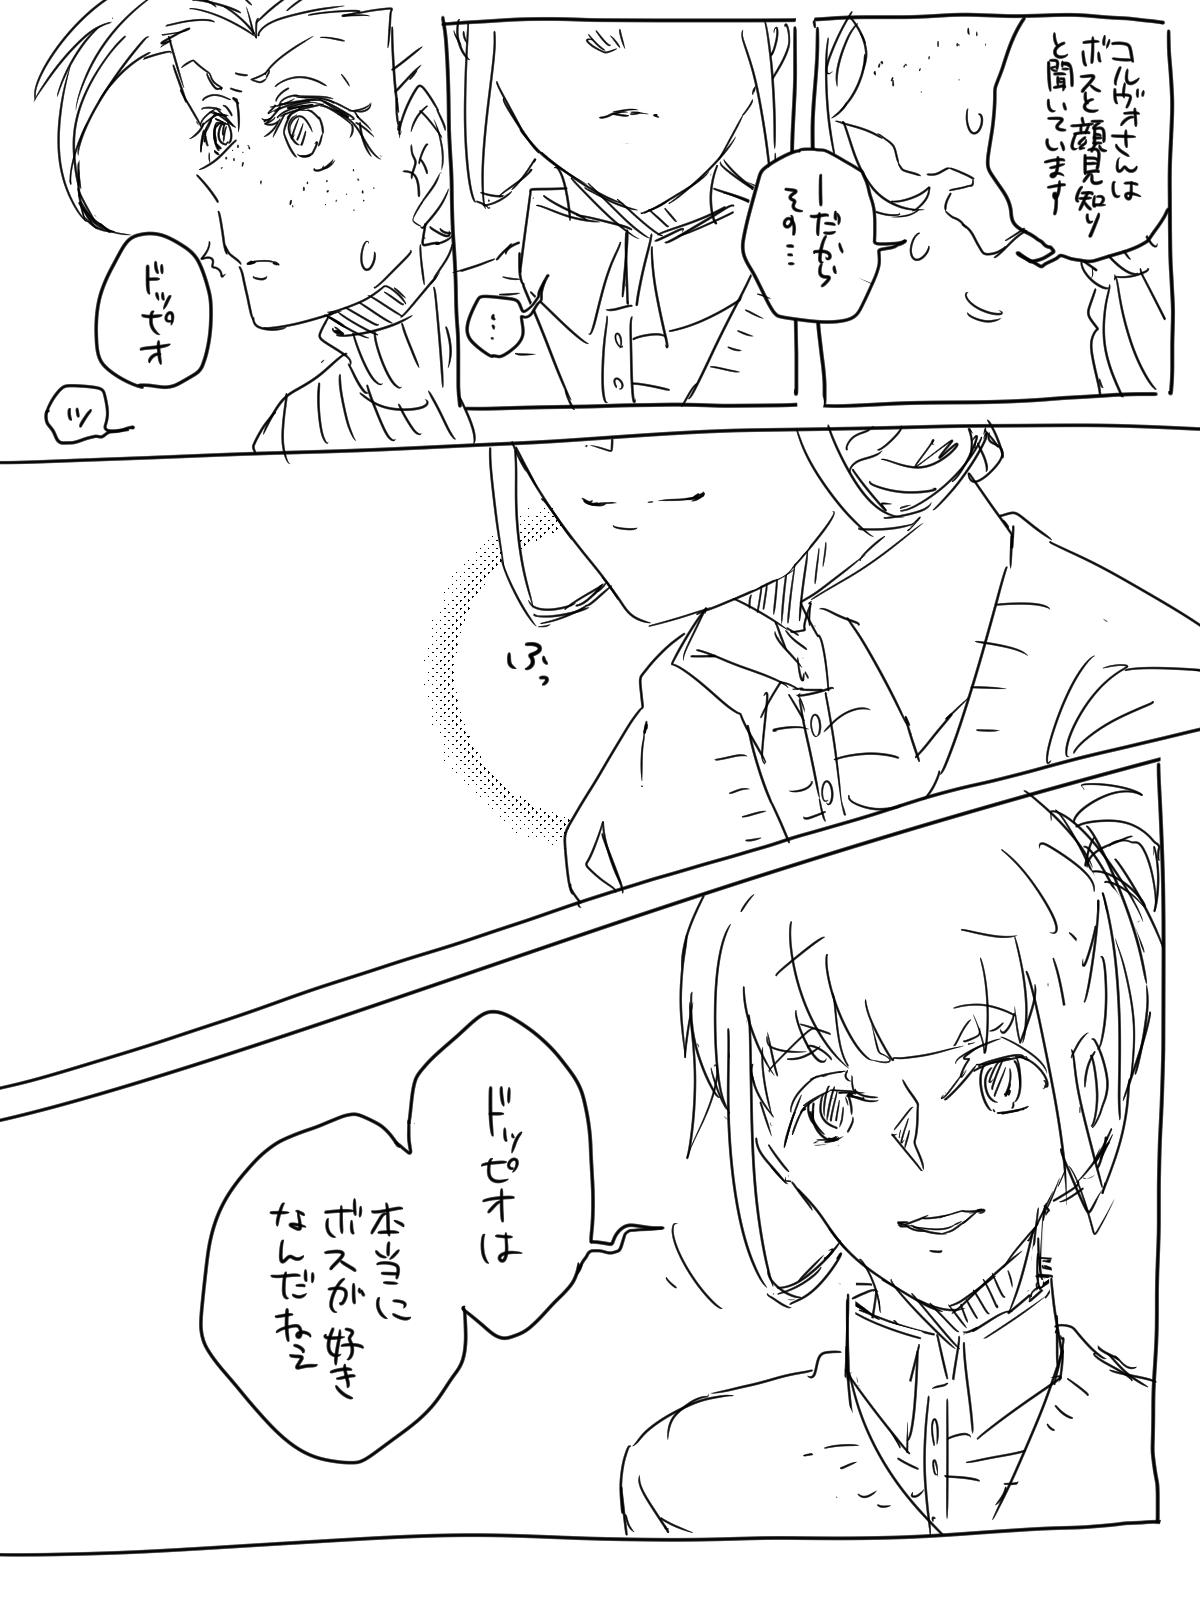 コルヴォさんは
ボスと顔見知り
と聞いています
ーだから
その…
…
ドッピオ
ッ
ふっ
ドッピオは
本当に
ボスが好き
なんだねえ